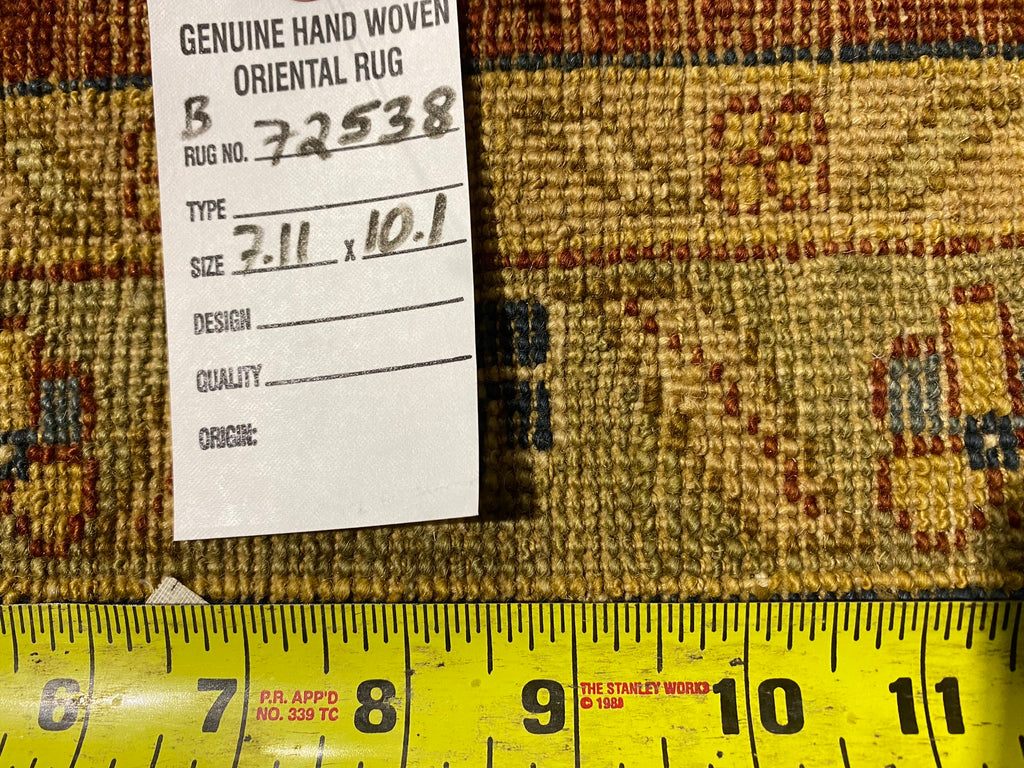 GENUINE HAND WOVEN
ORIENTAL RUG
B
RUG NO. 72538
TYPE
SIZE 7.11 X 10.1
DESIGN
QUALITY
ORIGIN:
6 7 P.R. APP'D 8 9 THE STANLEY WORKS 10 11
NO. 339 TC © 1980